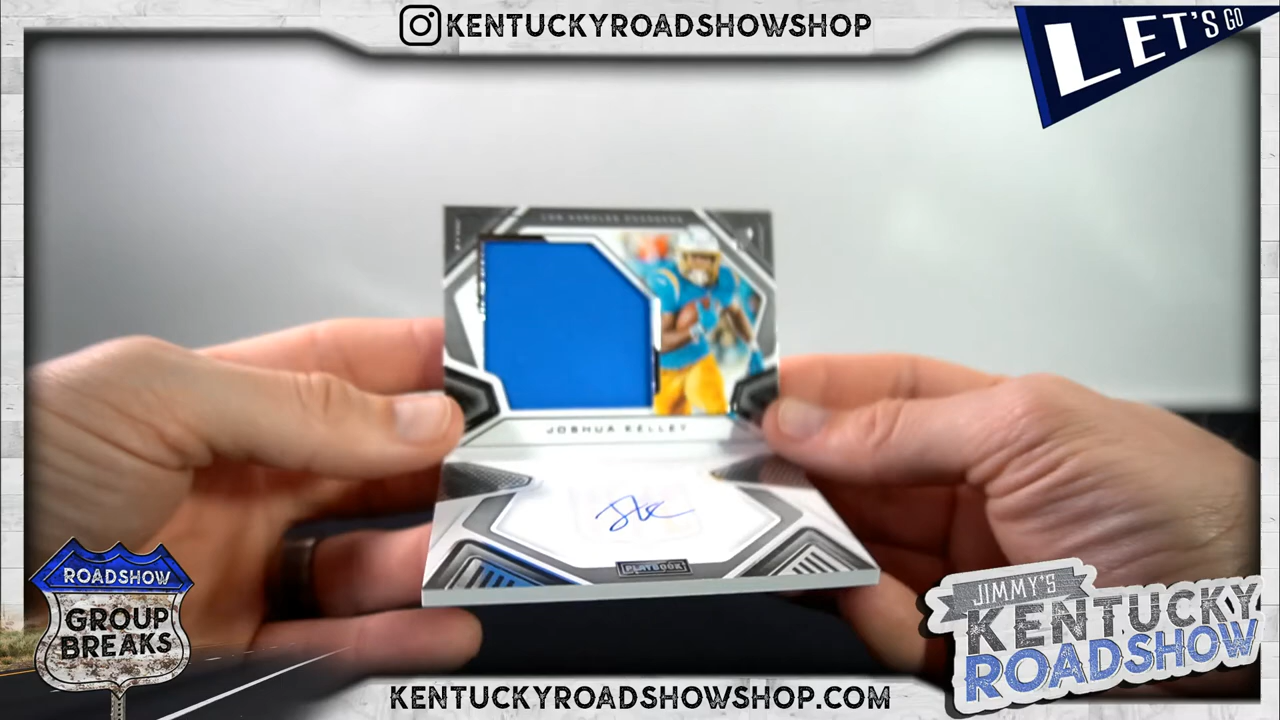 KENTUCKYROADSHOWSHOP
LET'S GO
LOS ANGELES CHARGERS
JOSHUA KELLEY
PLAYBOOK
ROADSHOW
GROUP
BREAKS
JIMMY'S
KENTUCKY
ROADSHOW
KENTUCKYROADSHOWSHOP.COM